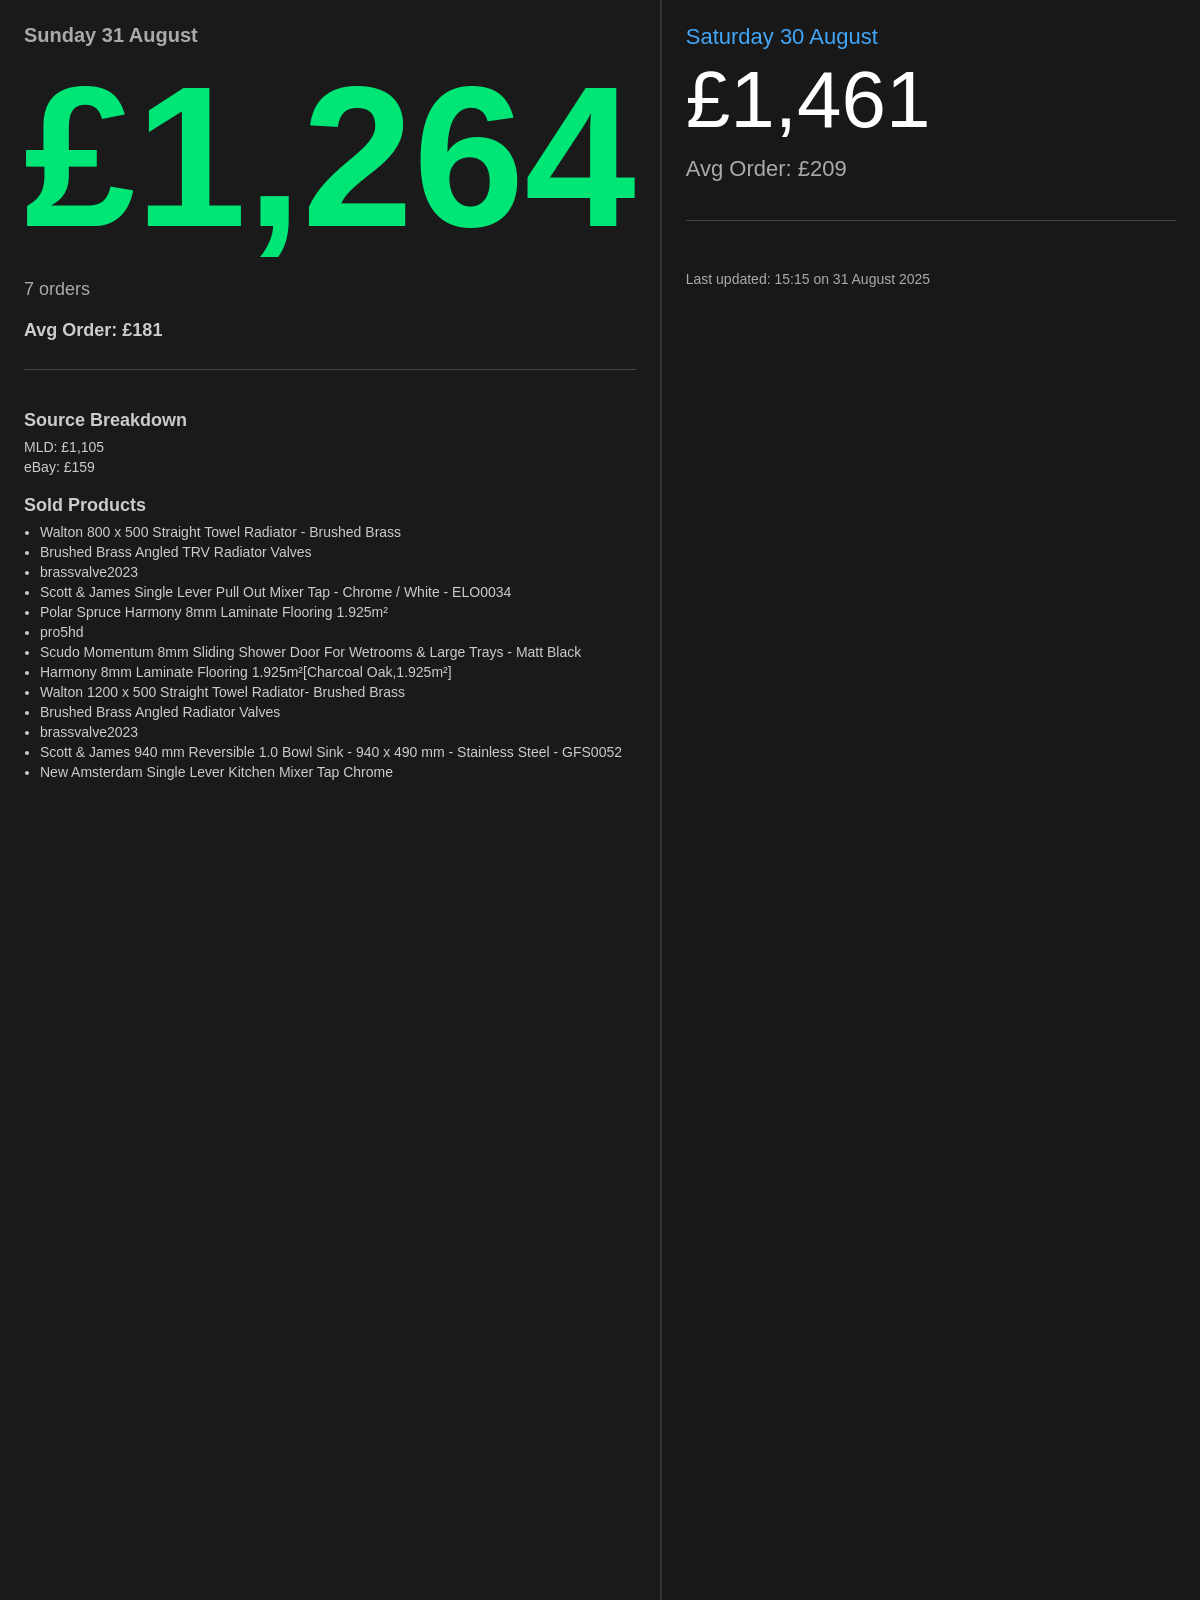 Sunday 31 August
£1,264
7 orders
Avg Order: £181
Source Breakdown
MLD: £1,105
eBay: £159
Sold Products
• Walton 800 x 500 Straight Towel Radiator - Brushed Brass
• Brushed Brass Angled TRV Radiator Valves
• brassvalve2023
• Scott & James Single Lever Pull Out Mixer Tap - Chrome / White - ELO0034
• Polar Spruce Harmony 8mm Laminate Flooring 1.925m²
• pro5hd
• Scudo Momentum 8mm Sliding Shower Door For Wetrooms & Large Trays - Matt Black
• Harmony 8mm Laminate Flooring 1.925m²[Charcoal Oak,1.925m²]
• Walton 1200 x 500 Straight Towel Radiator- Brushed Brass
• Brushed Brass Angled Radiator Valves
• brassvalve2023
• Scott & James 940 mm Reversible 1.0 Bowl Sink - 940 x 490 mm - Stainless Steel - GFS0052
• New Amsterdam Single Lever Kitchen Mixer Tap Chrome
Saturday 30 August
£1,461
Avg Order: £209
Last updated: 15:15 on 31 August 2025